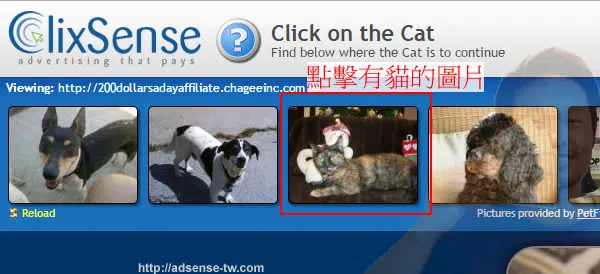 ClixSense
advertising that pays
?
Click on the Cat
Find below where the Cat is to continue
點擊有貓的圖片
Viewing: http://200dollarsadayaffiliate.chageeinc.com
Reload
Pictures provided by PetF
http://adsense-tw.com